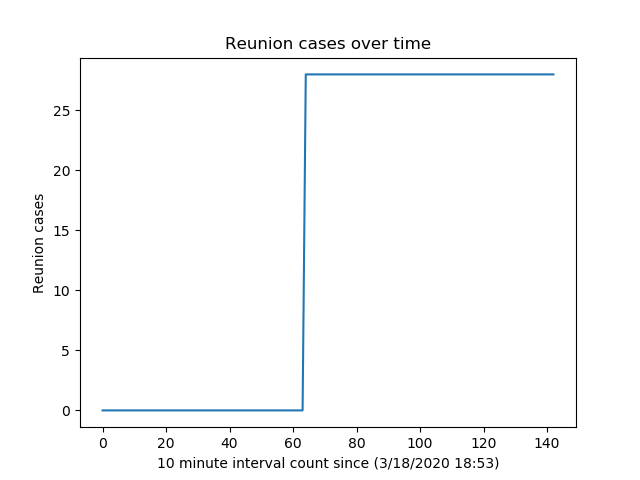 Reunion cases over time
25
20
15
10
5
0
Reunion cases
0 20 40 60 80 100 120 140
10 minute interval count since (3/18/2020 18:53)